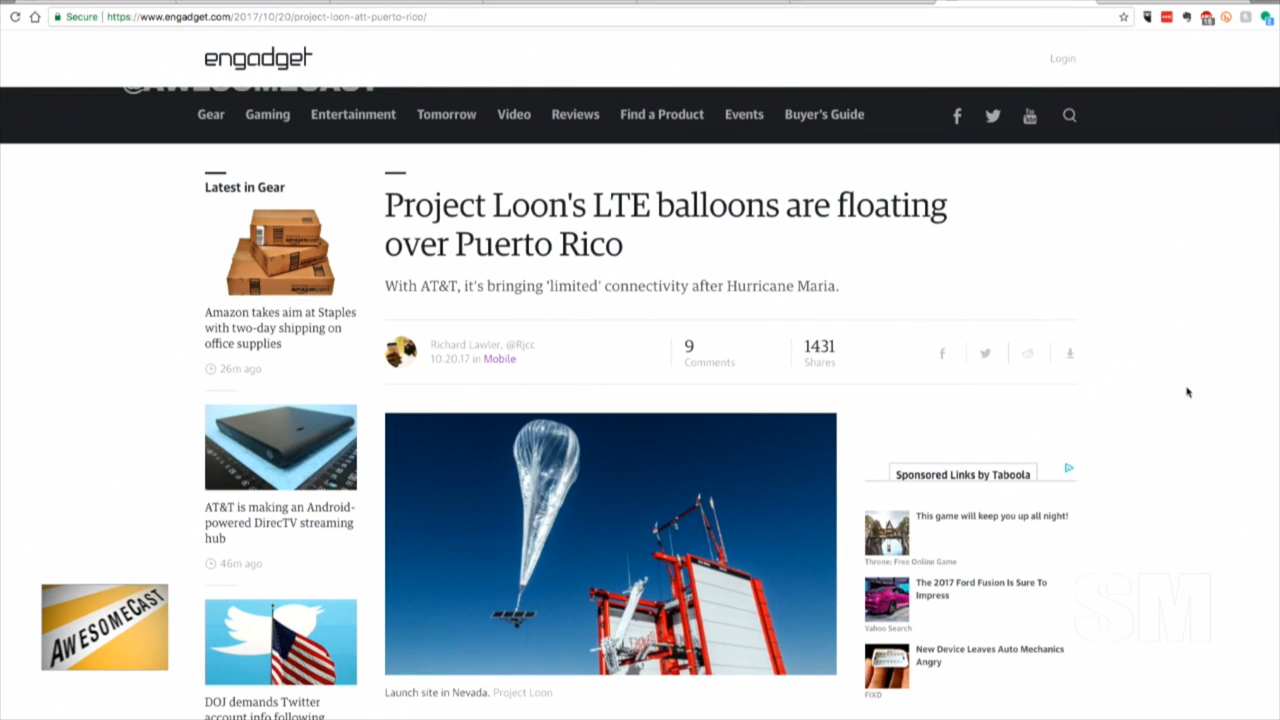 Secure https://www.engadget.com/2017/10/20/project-loon-att-puerto-rico/
engadget
Login
@AWESOMECAST
Gear Gaming Entertainment Tomorrow Video Reviews Find a Product Events Buyer's Guide
Latest in Gear
Amazon takes aim at Staples
with two-day shipping on
office supplies
26m ago
AT&T is making an Android-
powered DirecTV streaming
hub
46m ago
DOJ demands Twitter
account info following
Project Loon's LTE balloons are floating
over Puerto Rico
With AT&T, it's bringing 'limited' connectivity after Hurricane Maria.
Richard Lawler, @Rjcc
10.20.17 in Mobile
9
Comments
1431
Shares
Launch site in Nevada. Project Loon
Sponsored Links by Taboola
This game will keep you up all night!
Throne: Free Online Game
The 2017 Ford Fusion Is Sure To
Impress
Yahoo Search
New Device Leaves Auto Mechanics
Angry
FIXD
AWESOMECAST
SM